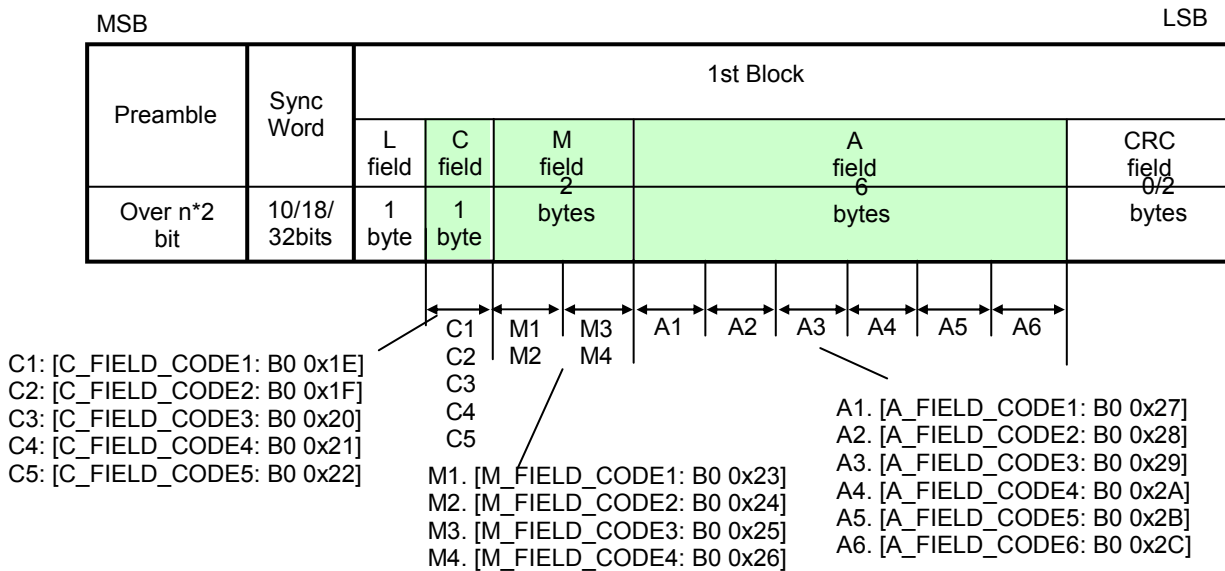 MSB
LSB
Preamble
Sync
Word
1st Block
L
field
C
field
M
field
A
field
CRC
field
Over n*2
bit
10/18/
32bits
1
byte
1
byte
2
bytes
6
bytes
0/2
bytes
C1
C2
C3
C4
C5
M1
M2
M3
M4
A1
A2
A3
A4
A5
A6
C1: [C_FIELD_CODE1: B0 0x1E]
C2: [C_FIELD_CODE2: B0 0x1F]
C3: [C_FIELD_CODE3: B0 0x20]
C4: [C_FIELD_CODE4: B0 0x21]
C5: [C_FIELD_CODE5: B0 0x22]
M1. [M_FIELD_CODE1: B0 0x23]
M2. [M_FIELD_CODE2: B0 0x24]
M3. [M_FIELD_CODE3: B0 0x25]
M4. [M_FIELD_CODE4: B0 0x26]
A1. [A_FIELD_CODE1: B0 0x27]
A2. [A_FIELD_CODE2: B0 0x28]
A3. [A_FIELD_CODE3: B0 0x29]
A4. [A_FIELD_CODE4: B0 0x2A]
A5. [A_FIELD_CODE5: B0 0x2B]
A6. [A_FIELD_CODE6: B0 0x2C]